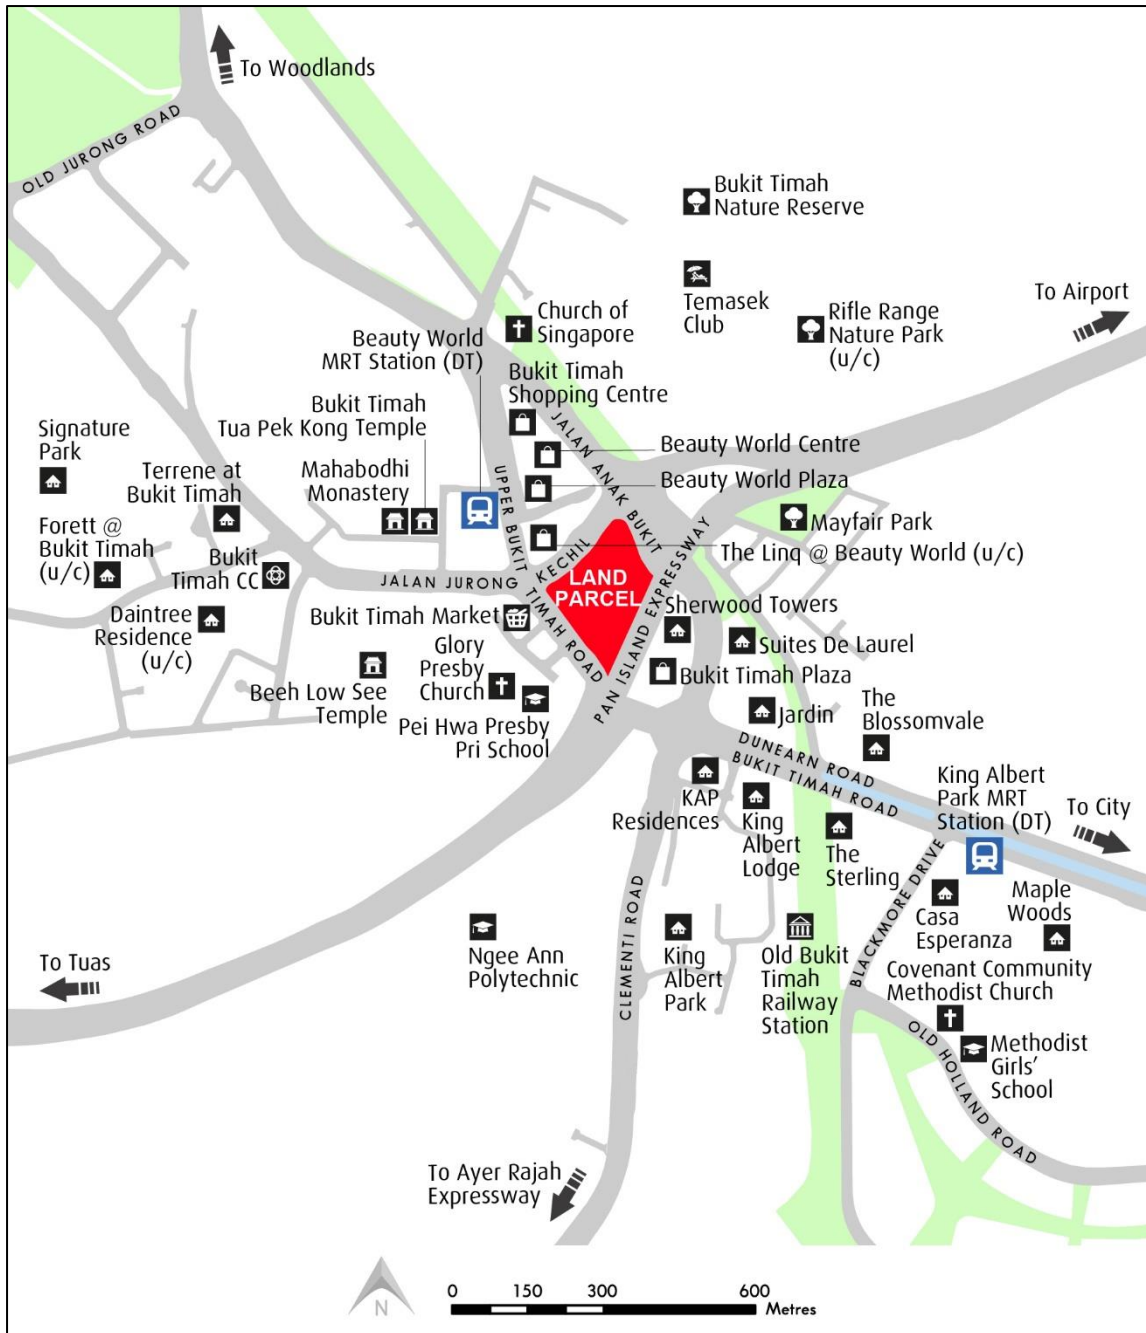 To Woodlands
OLD JURONG ROAD
Bukit Timah
Nature Reserve
Temasek
Club
To Airport
Rifle Range
Nature Park
(u/c)
Church of
Singapore
Beauty World
MRT Station (DT)
Bukit Timah
Shopping Centre
Bukit Timah
Tua Pek Kong Temple
JALAN ANAK BUKIT
Beauty World Centre
Beauty World Plaza
Signature
Park
Terrene at
Bukit Timah
Mahabodhi
Monastery
UPPER BUKIT TIMAH ROAD
Mayfair Park
The Linq @ Beauty World (u/c)
Forett @
Bukit Timah
(u/c)
Bukit
Timah CC
JALAN JURONG KECHIL
LAND
PARCEL
PAN ISLAND EXPRESSWAY
Sherwood Towers
Daintree
Residence
(u/c)
Bukit Timah Market
Glory
Presby
Church
Suites De Laurel
Bukit Timah Plaza
Beeh Low See
Temple
Pei Hwa Presby
Pri School
Jardin
The
Blossomvale
DUNEARN ROAD
BUKIT TIMAH ROAD
King Albert
Park MRT
Station (DT)
To City
KAP
Residences
King
Albert
Lodge
The
Sterling
BLACKMORE DRIVE
Casa
Esperanza
Maple
Woods
CLEMENTI ROAD
Ngee Ann
Polytechnic
King
Albert
Park
Old Bukit
Timah
Railway
Station
To Tuas
Covenant Community
Methodist Church
OLD HOLLAND ROAD
Methodist
Girls'
School
To Ayer Rajah
Expressway
N
0 150 300 600
Metres